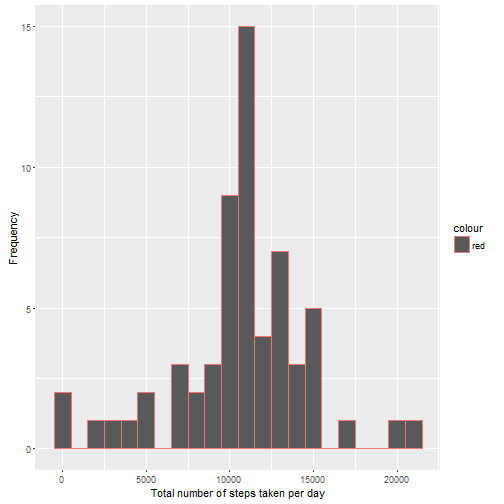 15
10
5
0
Frequency
0 5000 10000 15000 20000
Total number of steps taken per day
colour
red